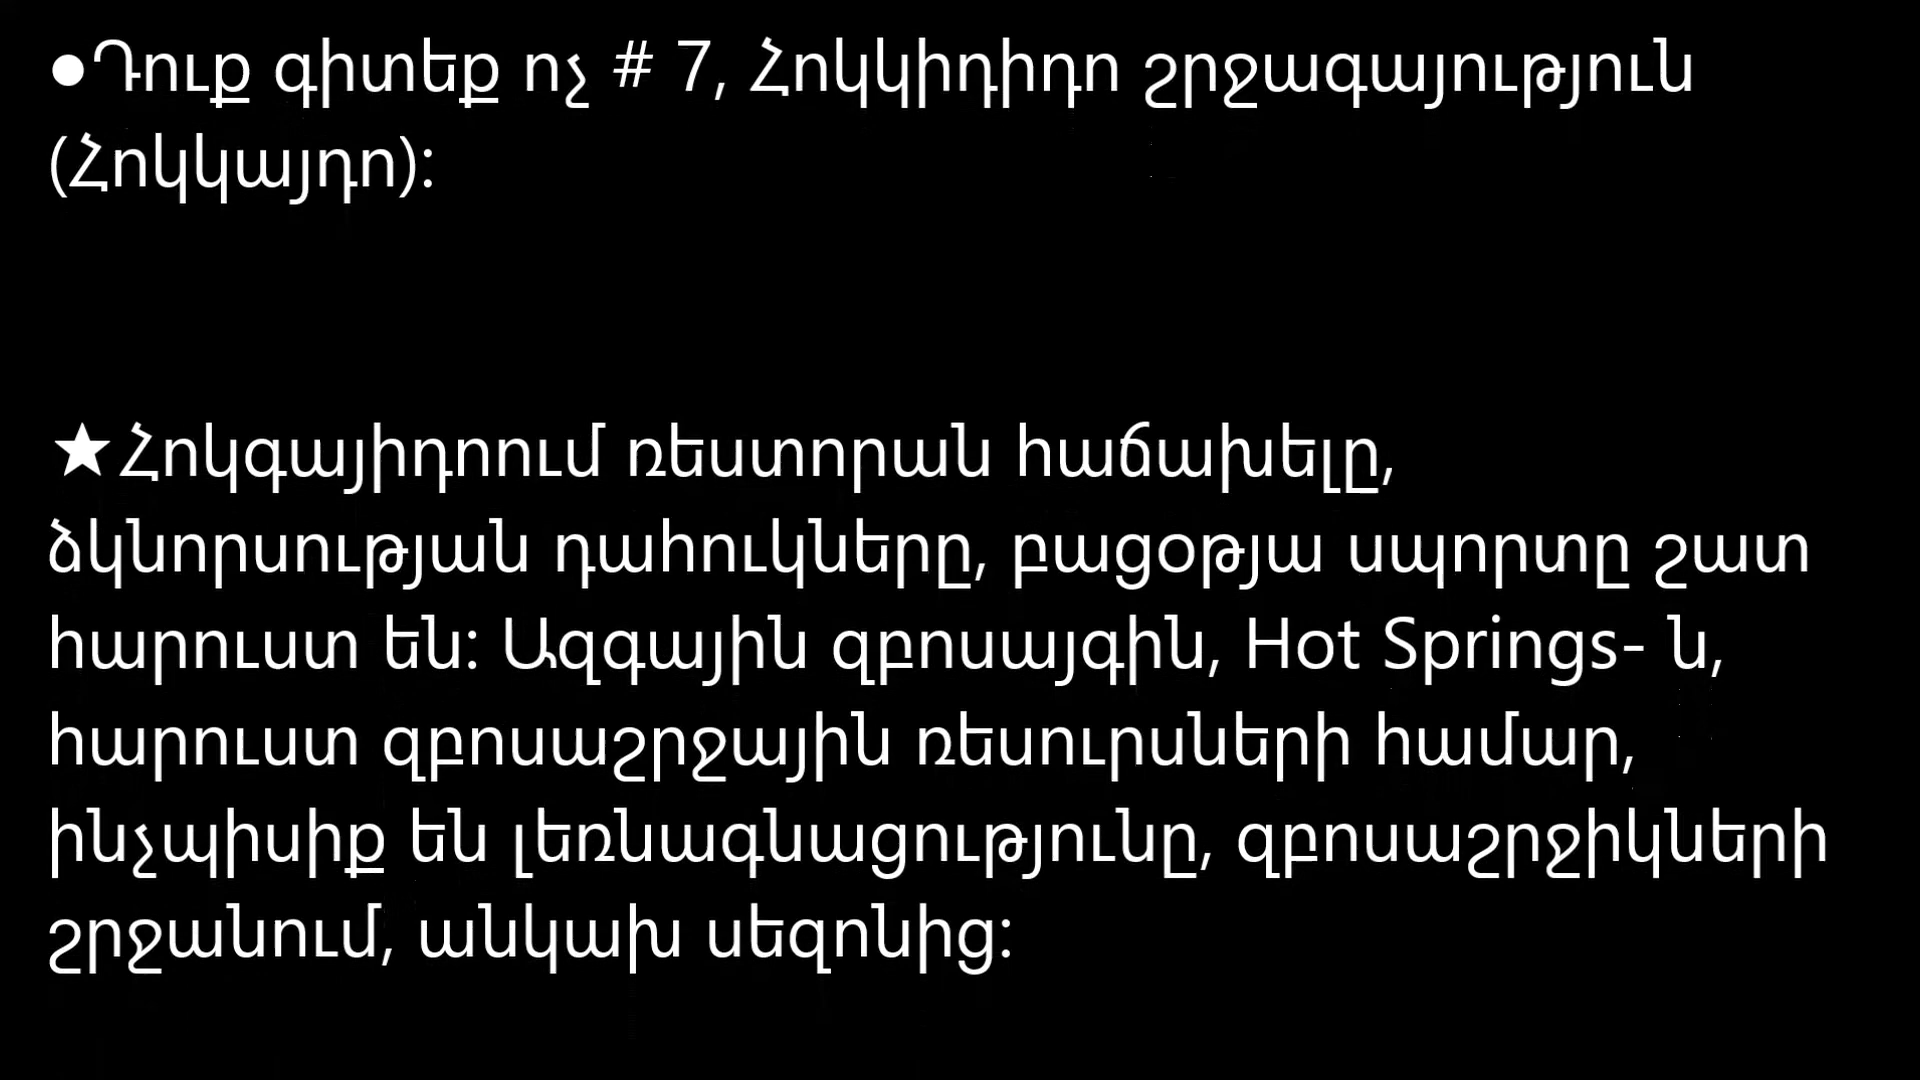 ●Դուք գիտեք ոչ # 7, Հոկկիդիդո շրջագայություն
(Հոկկայդո):
★Հոկգայիդոում ռեստորան հաճախելը,
ձկնորսության դահուկները, բացօթյա սպորտը շատ
հարուստ են: Ազգային զբոսայգին, Hot Springs- ն,
հարուստ զբոսաշրջային ռեսուրսների համար,
ինչպիսիք են լեռնագնացությունը, զբոսաշրջիկների
շրջանում, անկախ սեզոնից: